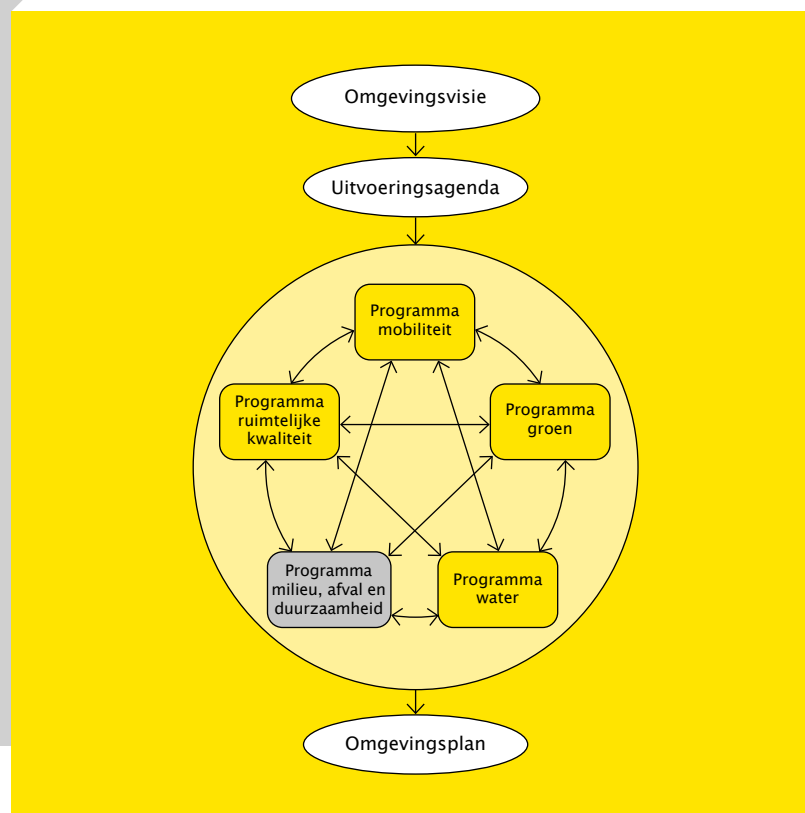 Omgevingsvisie
Uitvoeringsagenda
Programma
mobiliteit
Programma
ruimtelijke
kwaliteit
Programma
groen
Programma
milieu, afval en
duurzaamheid
Programma
water
Omgevingsplan